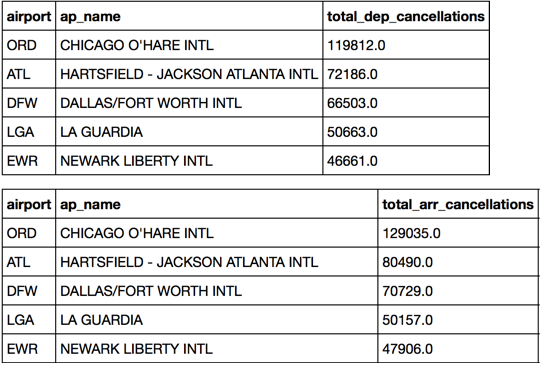 airport ap_name total_dep_cancellations
ORD CHICAGO O'HARE INTL 119812.0
ATL HARTSFIELD - JACKSON ATLANTA INTL 72186.0
DFW DALLAS/FORT WORTH INTL 66503.0
LGA LA GUARDIA 50663.0
EWR NEWARK LIBERTY INTL 46661.0
airport ap_name total_arr_cancellations
ORD CHICAGO O'HARE INTL 129035.0
ATL HARTSFIELD - JACKSON ATLANTA INTL 80490.0
DFW DALLAS/FORT WORTH INTL 70729.0
LGA LA GUARDIA 50157.0
EWR NEWARK LIBERTY INTL 47906.0